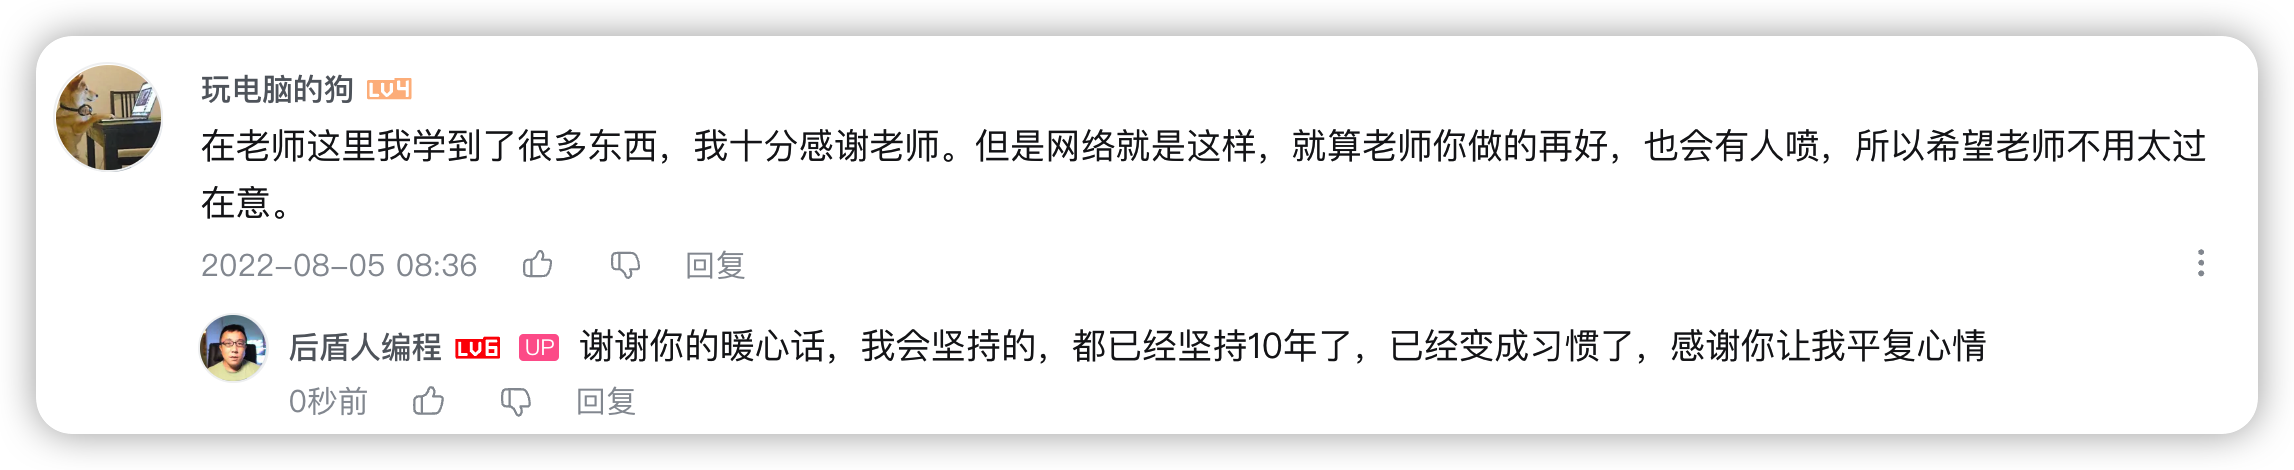 玩电脑的狗 LV4
在老师这里我学到了很多东西，我十分感谢老师。但是网络就是这样，就算老师你做的再好，也会有人喷，所以希望老师不用太过
在意。
2022-08-05 08:36 回复
后盾人编程 LV6 UP 谢谢你的暖心话，我会坚持的，都已经坚持10年了，已经变成习惯了，感谢你让我平复心情
0秒前 回复